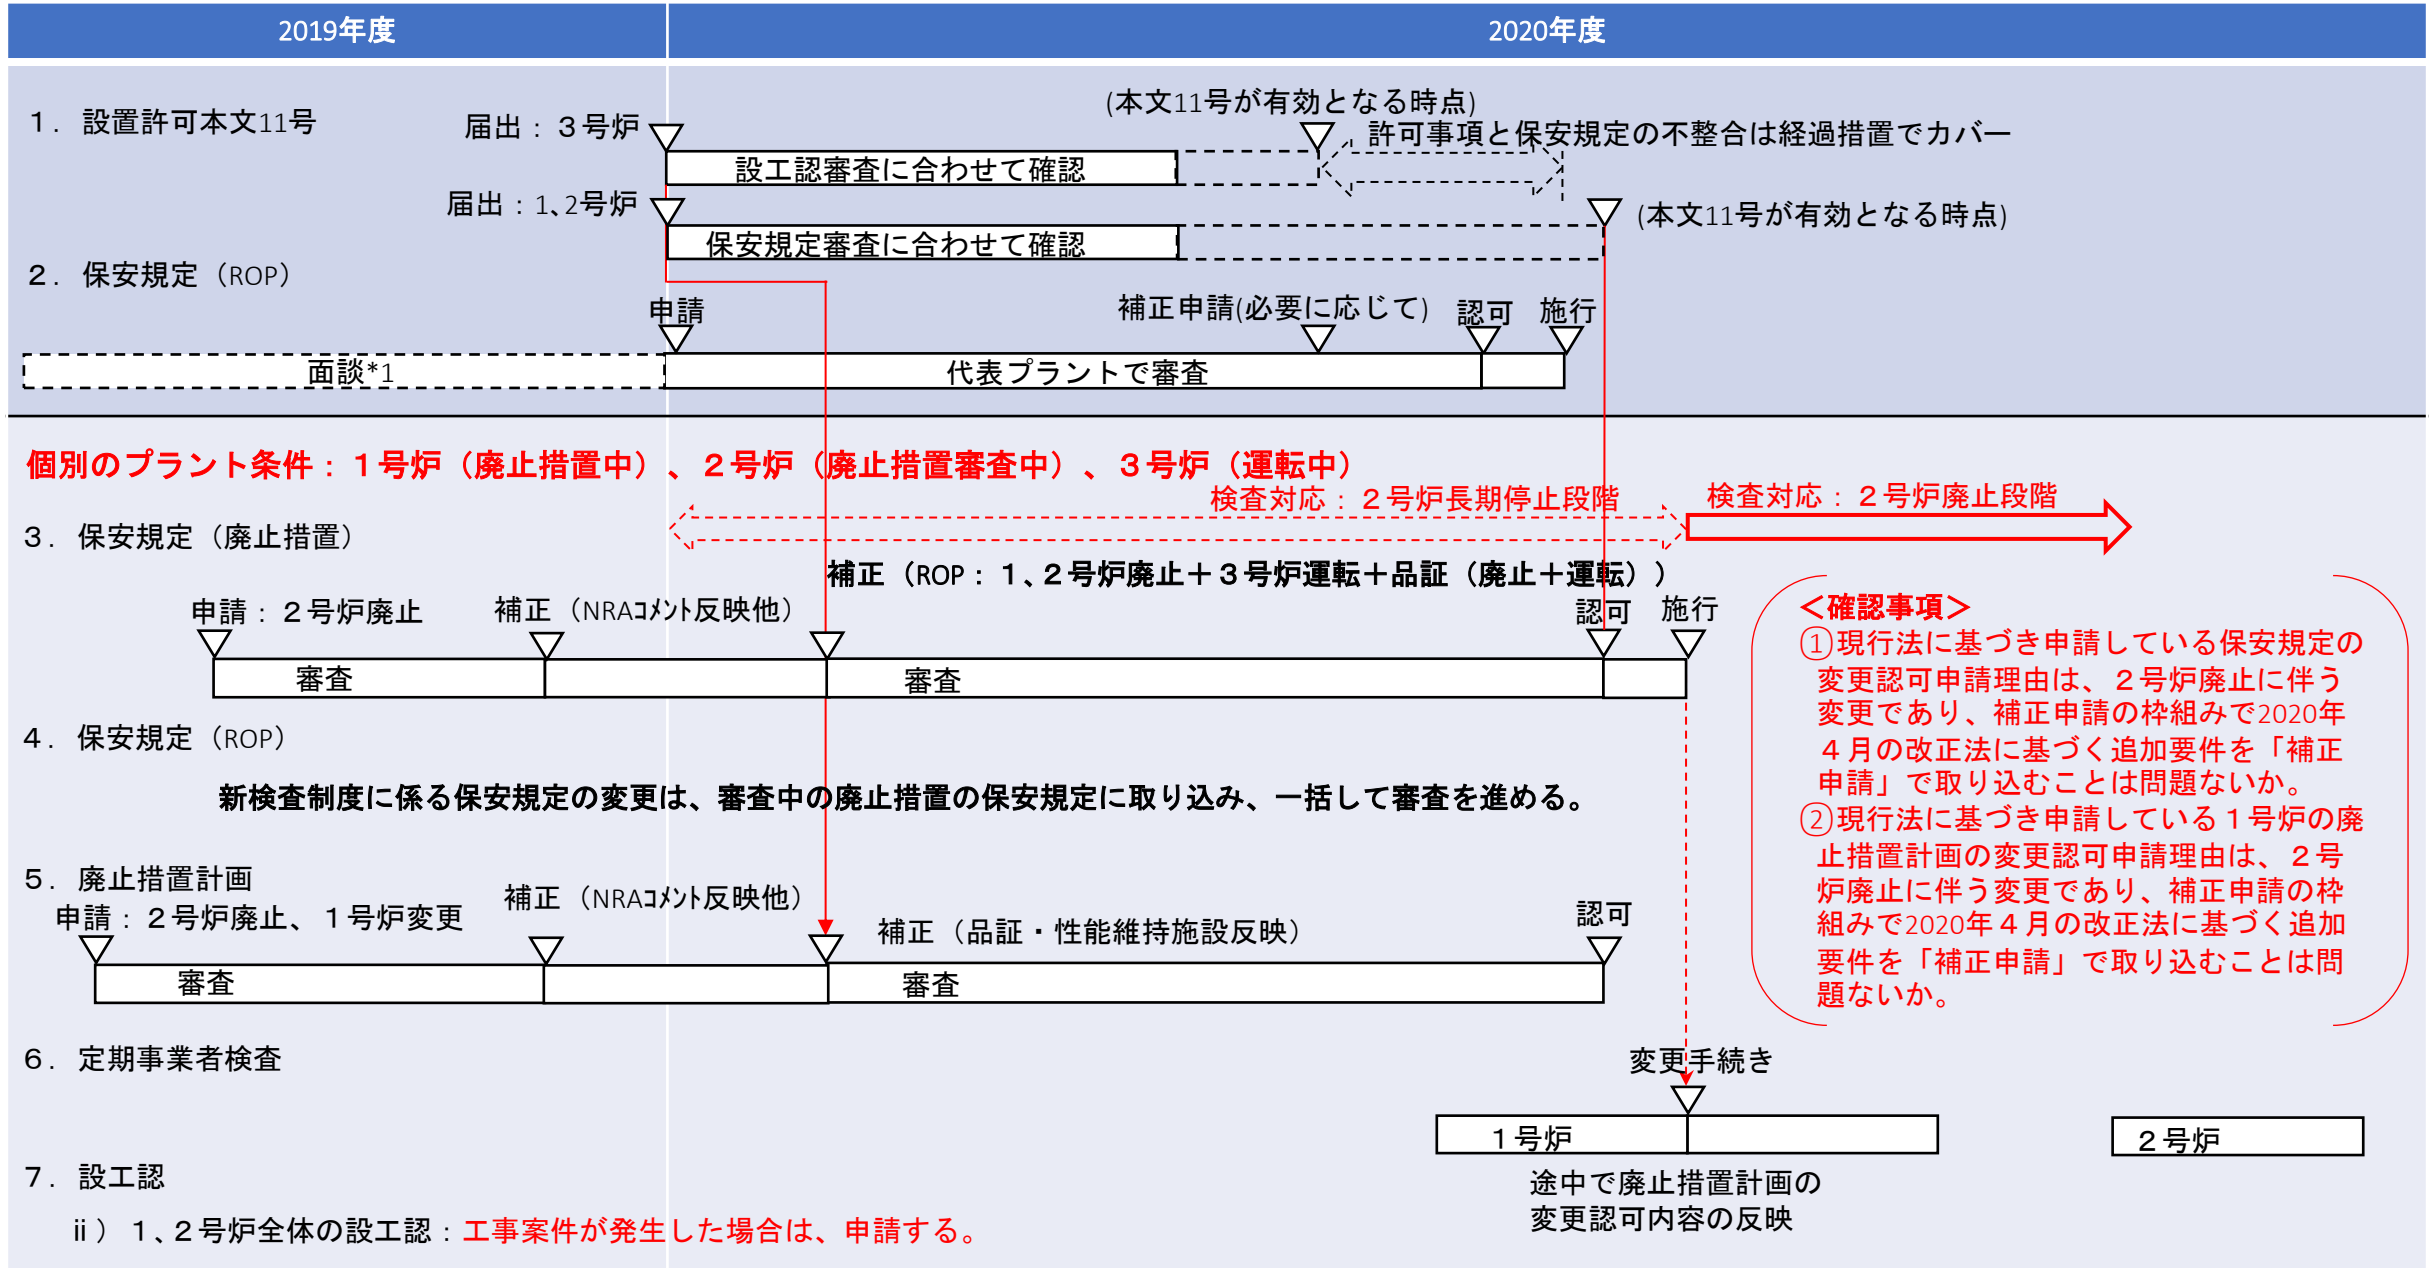 2019年度
2020年度
1. 設置許可本文11号
届出：３号炉
(本文11号が有効となる時点)
許可事項と保安規定の不整合は経過措置でカバー
設工認審査に合わせて確認
届出：1、2号炉
(本文11号が有効となる時点)
保安規定審査に合わせて確認
２. 保安規定（ROP）
申請
補正申請(必要に応じて)
認可
施行
面談*1
代表プラントで審査
個別のプラント条件：１号炉（廃止措置中）、２号炉（廃止措置審査中）、３号炉（運転中）
検査対応：２号炉長期停止段階
検査対応：２号炉廃止段階
３. 保安規定（廃止措置）
補正（ROP：１、２号炉廃止＋３号炉運転＋品証（廃止＋運転））
申請：２号炉廃止
補正（NRAｺﾒﾝﾄ反映他）
認可
施行
審査
審査
４. 保安規定（ROP）
新検査制度に係る保安規定の変更は、審査中の廃止措置の保安規定に取り込み、一括して審査を進める。
＜確認事項＞
①現行法に基づき申請している保安規定の
変更認可申請理由は、２号炉廃止に伴う
変更であり、補正申請の枠組みで2020年
４月の改正法に基づく追加要件を「補正
申請」で取り込むことは問題ないか。
②現行法に基づき申請している１号炉の廃
止措置計画の変更認可申請理由は、２号
炉廃止に伴う変更であり、補正申請の枠
組みで2020年４月の改正法に基づく追加
要件を「補正申請」で取り込むことは問
題ないか。
５. 廃止措置計画
申請：２号炉廃止、１号炉変更
補正（NRAｺﾒﾝﾄ反映他）
補正（品証・性能維持施設反映）
認可
審査
審査
６. 定期事業者検査
変更手続き
１号炉
２号炉
途中で廃止措置計画の
変更認可内容の反映
７. 設工認
ⅱ）１、２号炉全体の設工認：工事案件が発生した場合は、申請する。